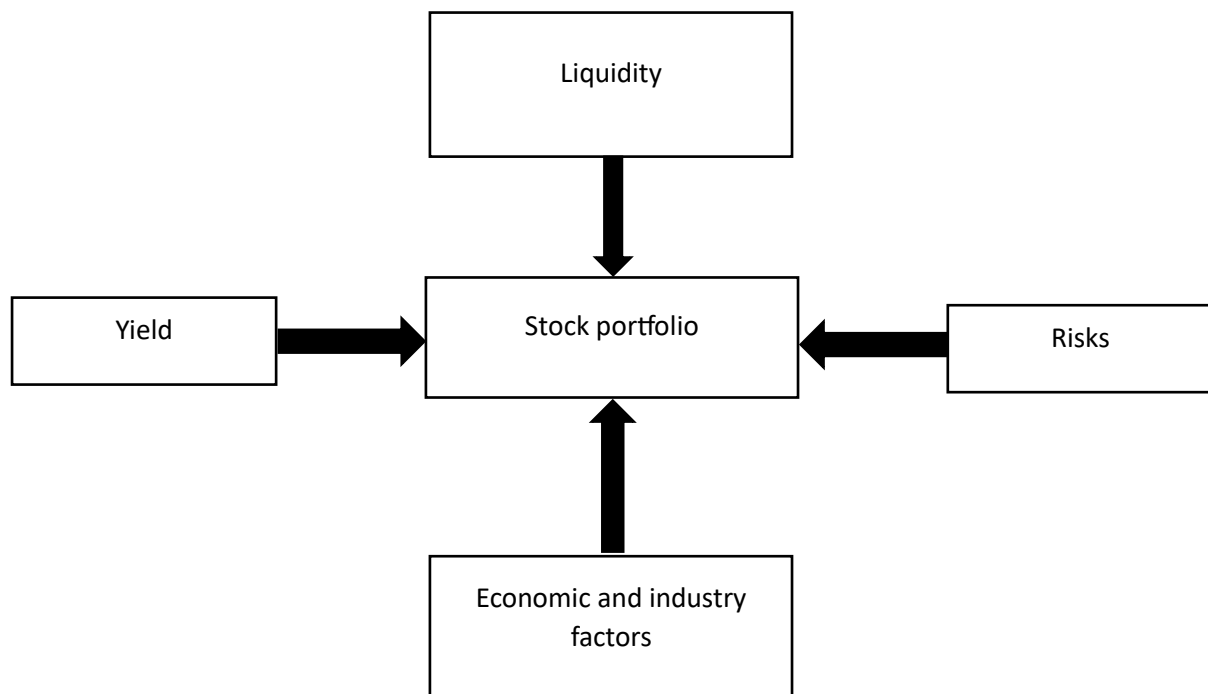 Liquidity
Yield
Stock portfolio
Risks
Economic and industry
factors